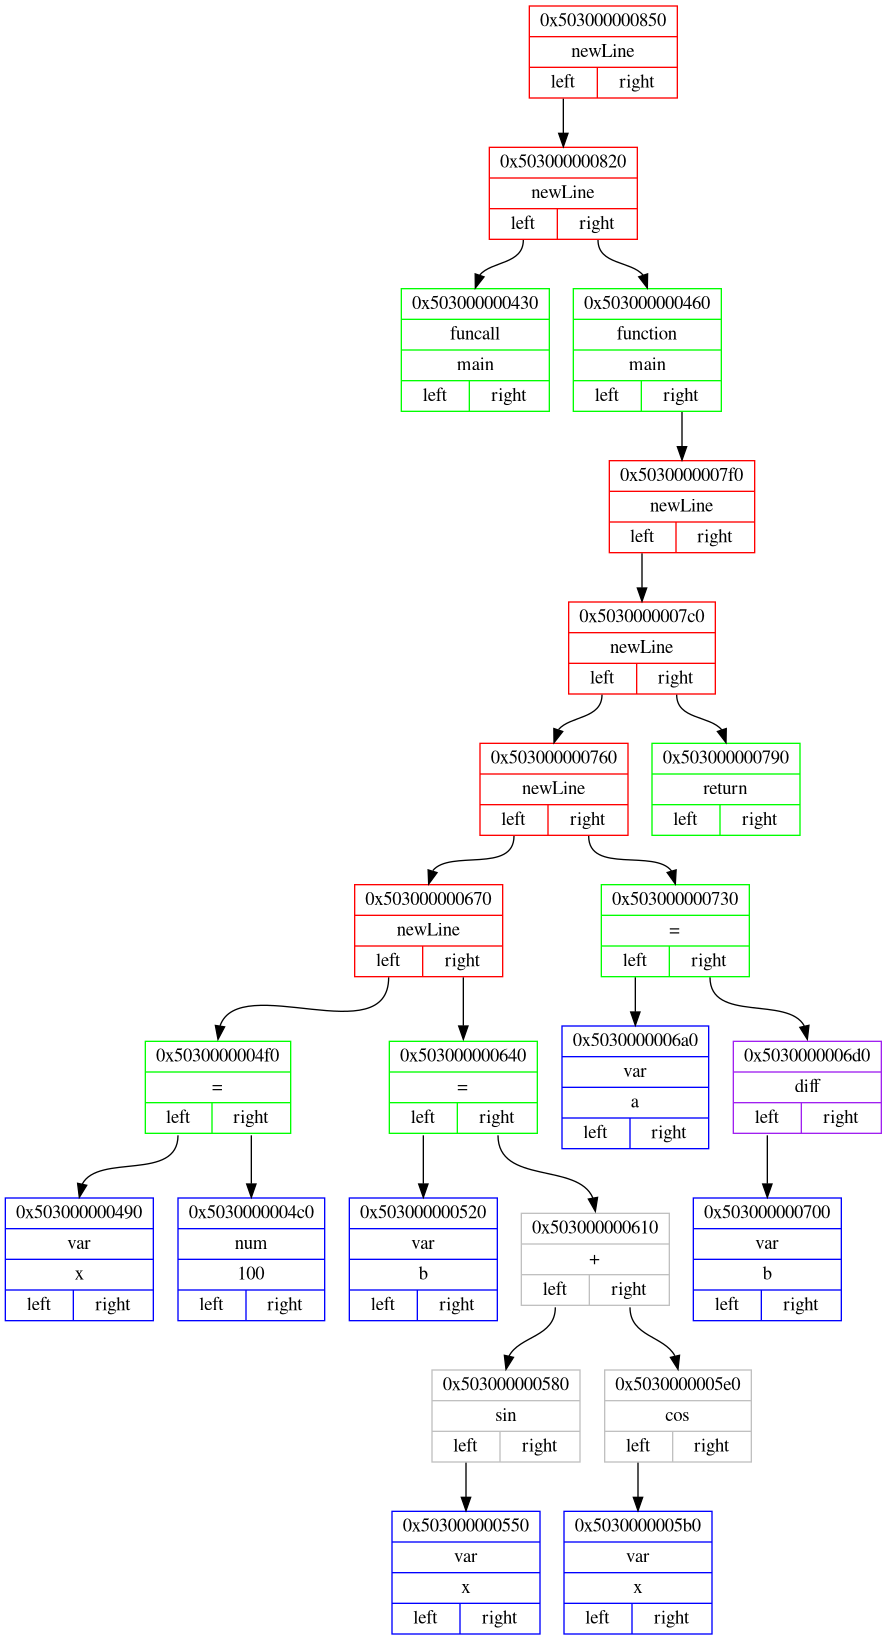 0x503000000850
newLine
left right
0x503000000820
newLine
left right
0x503000000430
funcall
main
left right
0x503000000460
function
main
left right
0x5030000007f0
newLine
left right
0x5030000007c0
newLine
left right
0x503000000760
newLine
left right
0x503000000790
return
left right
0x503000000670
newLine
left right
0x503000000730
=
left right
0x5030000004f0
=
left right
0x503000000640
=
left right
0x5030000006a0
var
a
left right
0x5030000006d0
diff
left right
0x503000000490
var
x
left right
0x5030000004c0
num
100
left right
0x503000000520
var
b
left right
0x503000000610
+
left right
0x503000000700
var
b
left right
0x503000000580
sin
left right
0x5030000005e0
cos
left right
0x503000000550
var
x
left right
0x5030000005b0
var
x
left right